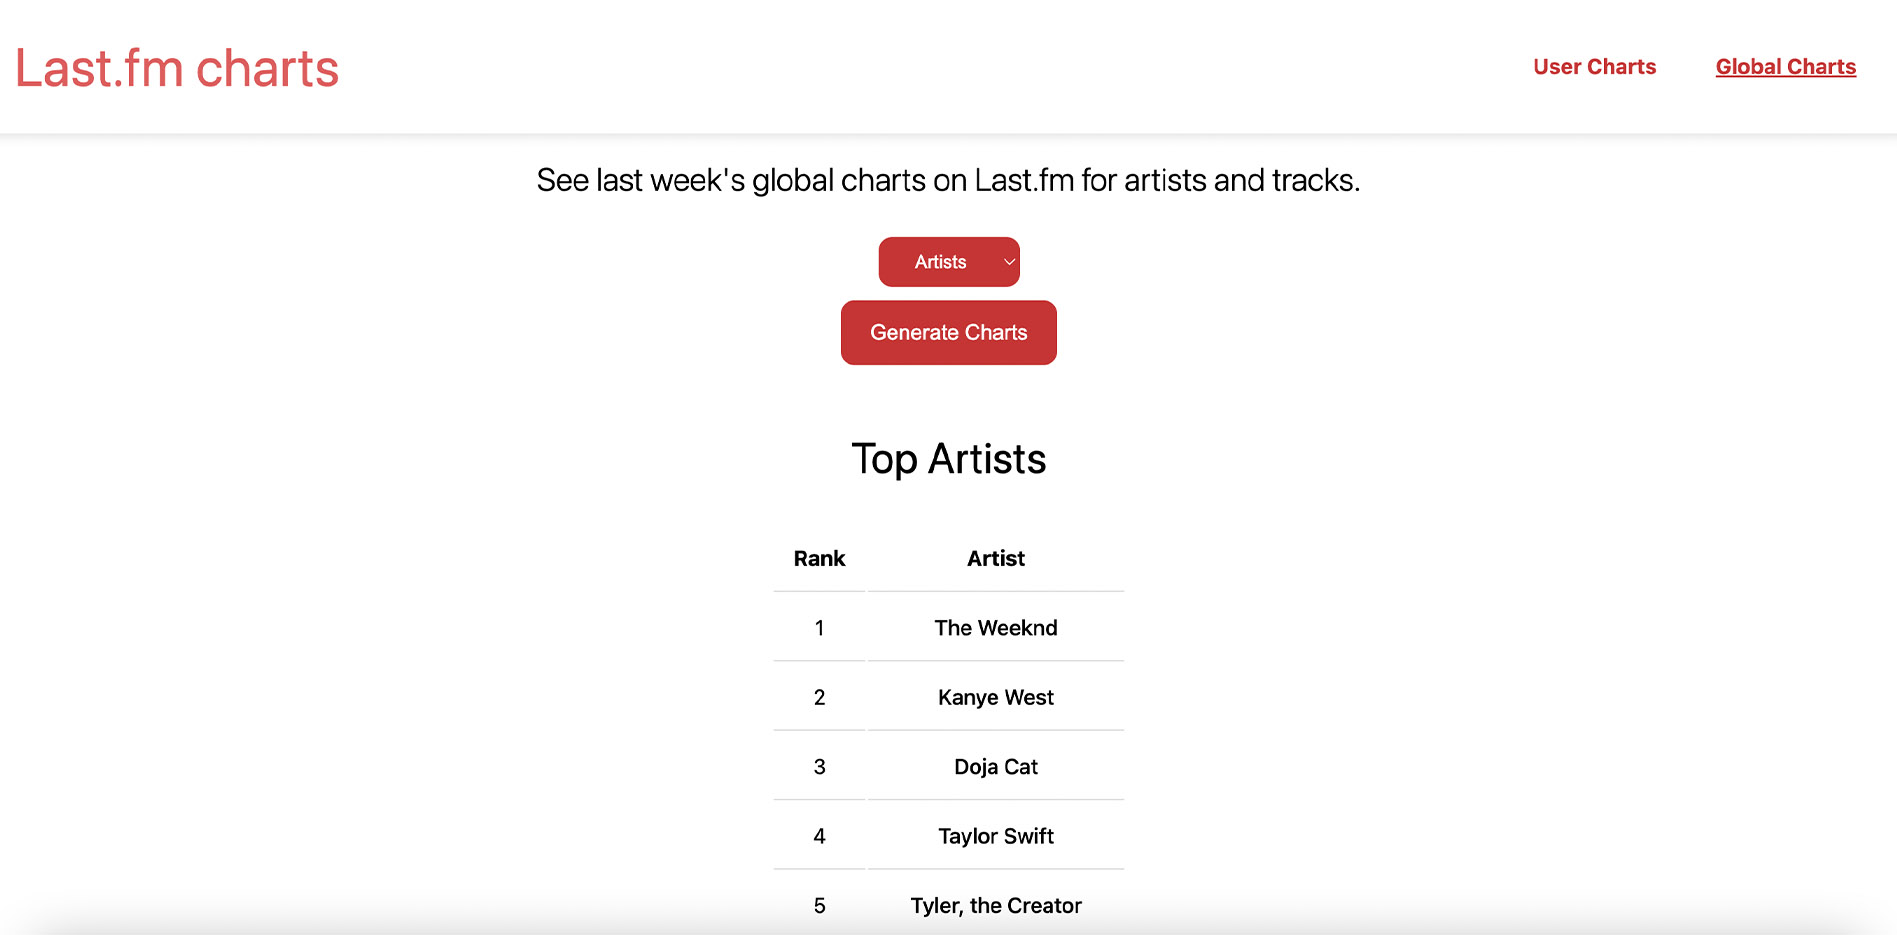 Last.fm charts
User Charts
Global Charts
See last week's global charts on Last.fm for artists and tracks.
Artists
Generate Charts
Top Artists
Rank Artist
1 The Weeknd
2 Kanye West
3 Doja Cat
4 Taylor Swift
5 Tyler, the Creator